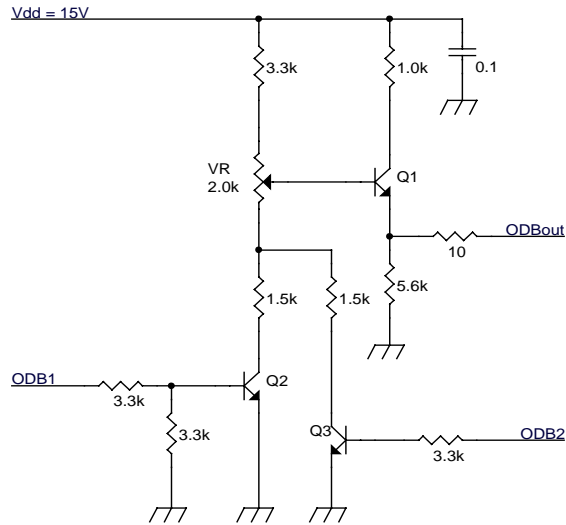 Vdd = 15V
3.3k
1.0k
0.1
VR
2.0k
Q1
ODBout
10
1.5k
1.5k
5.6k
ODB1
Q2
3.3k
3.3k
Q3
ODB2
3.3k